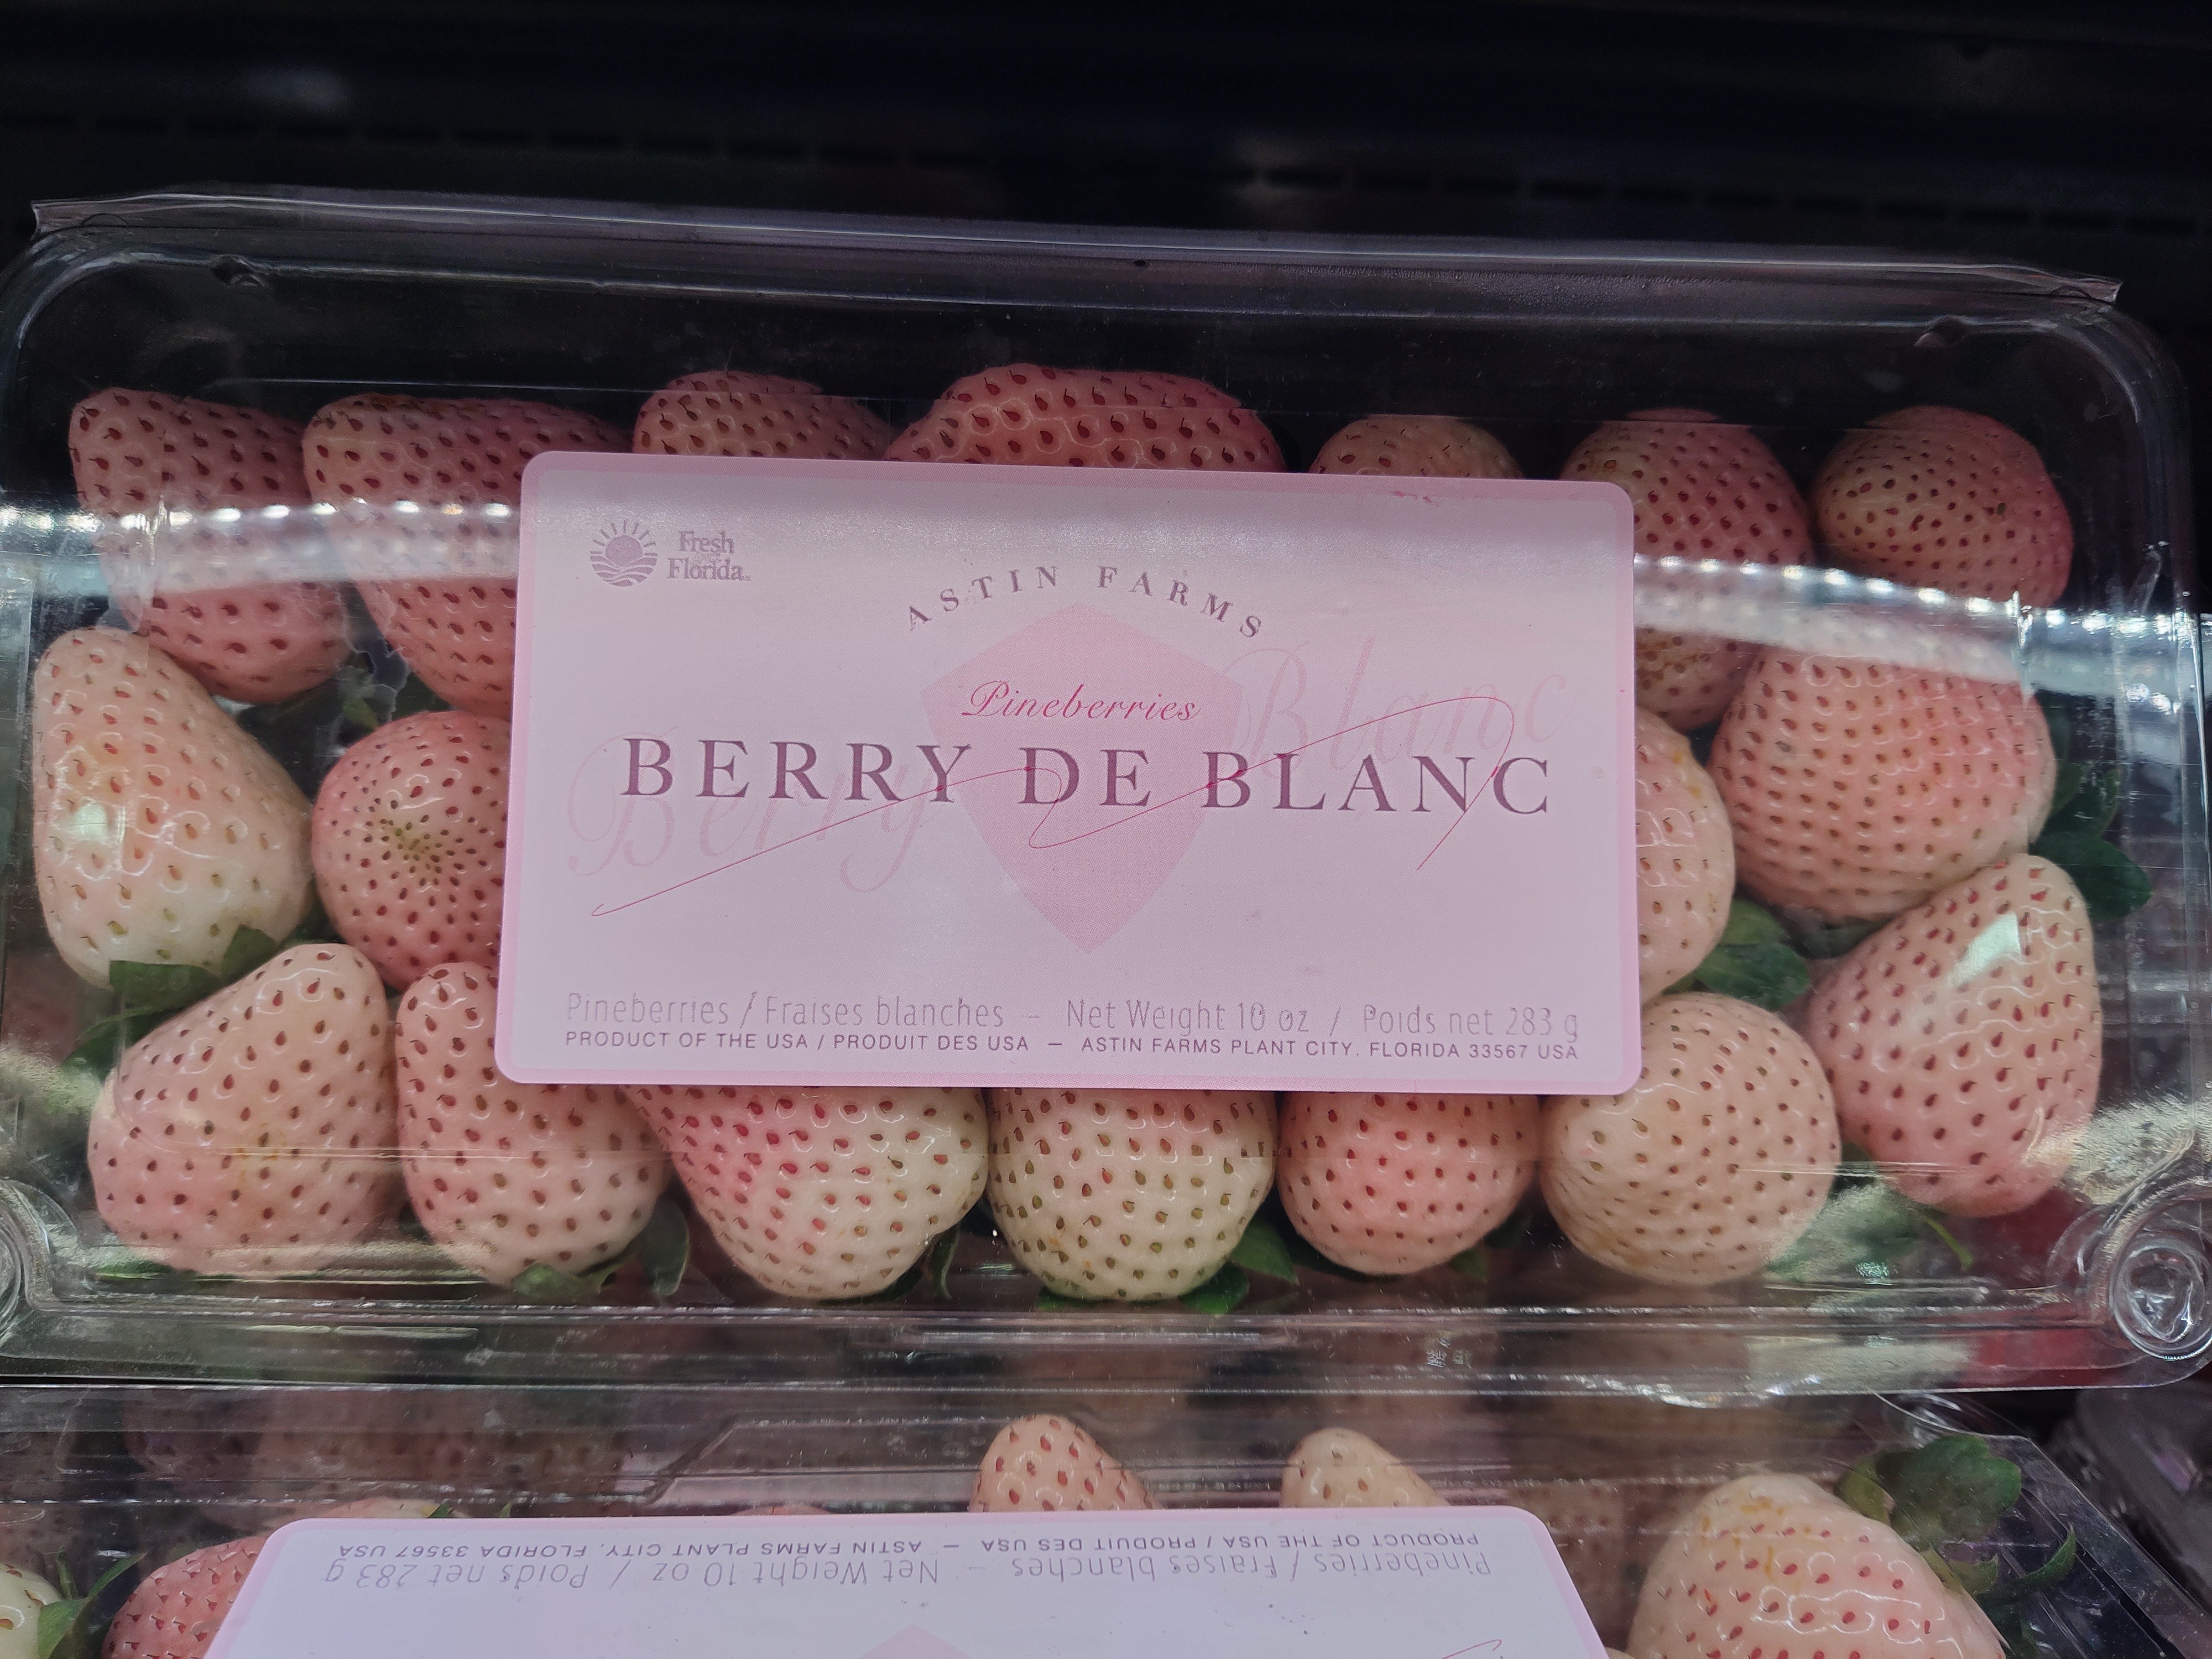 Fresh
Florida
ASTIN FARMS
Pineberries
Berry Blanc
BERRY DE BLANC
Pineberries / Fraises blanches – Net Weight 10 oz / Poids net 283 g
PRODUCT OF THE USA / PRODUIT DES USA – ASTIN FARMS PLANT CITY. FLORIDA 33567 USA
Pineberries / Fraises blanches – Net Weight 10 oz / Poids net 283 g
PRODUCT OF THE USA / PRODUIT DES USA – ASTIN FARMS PLANT CITY. FLORIDA 33567 USA